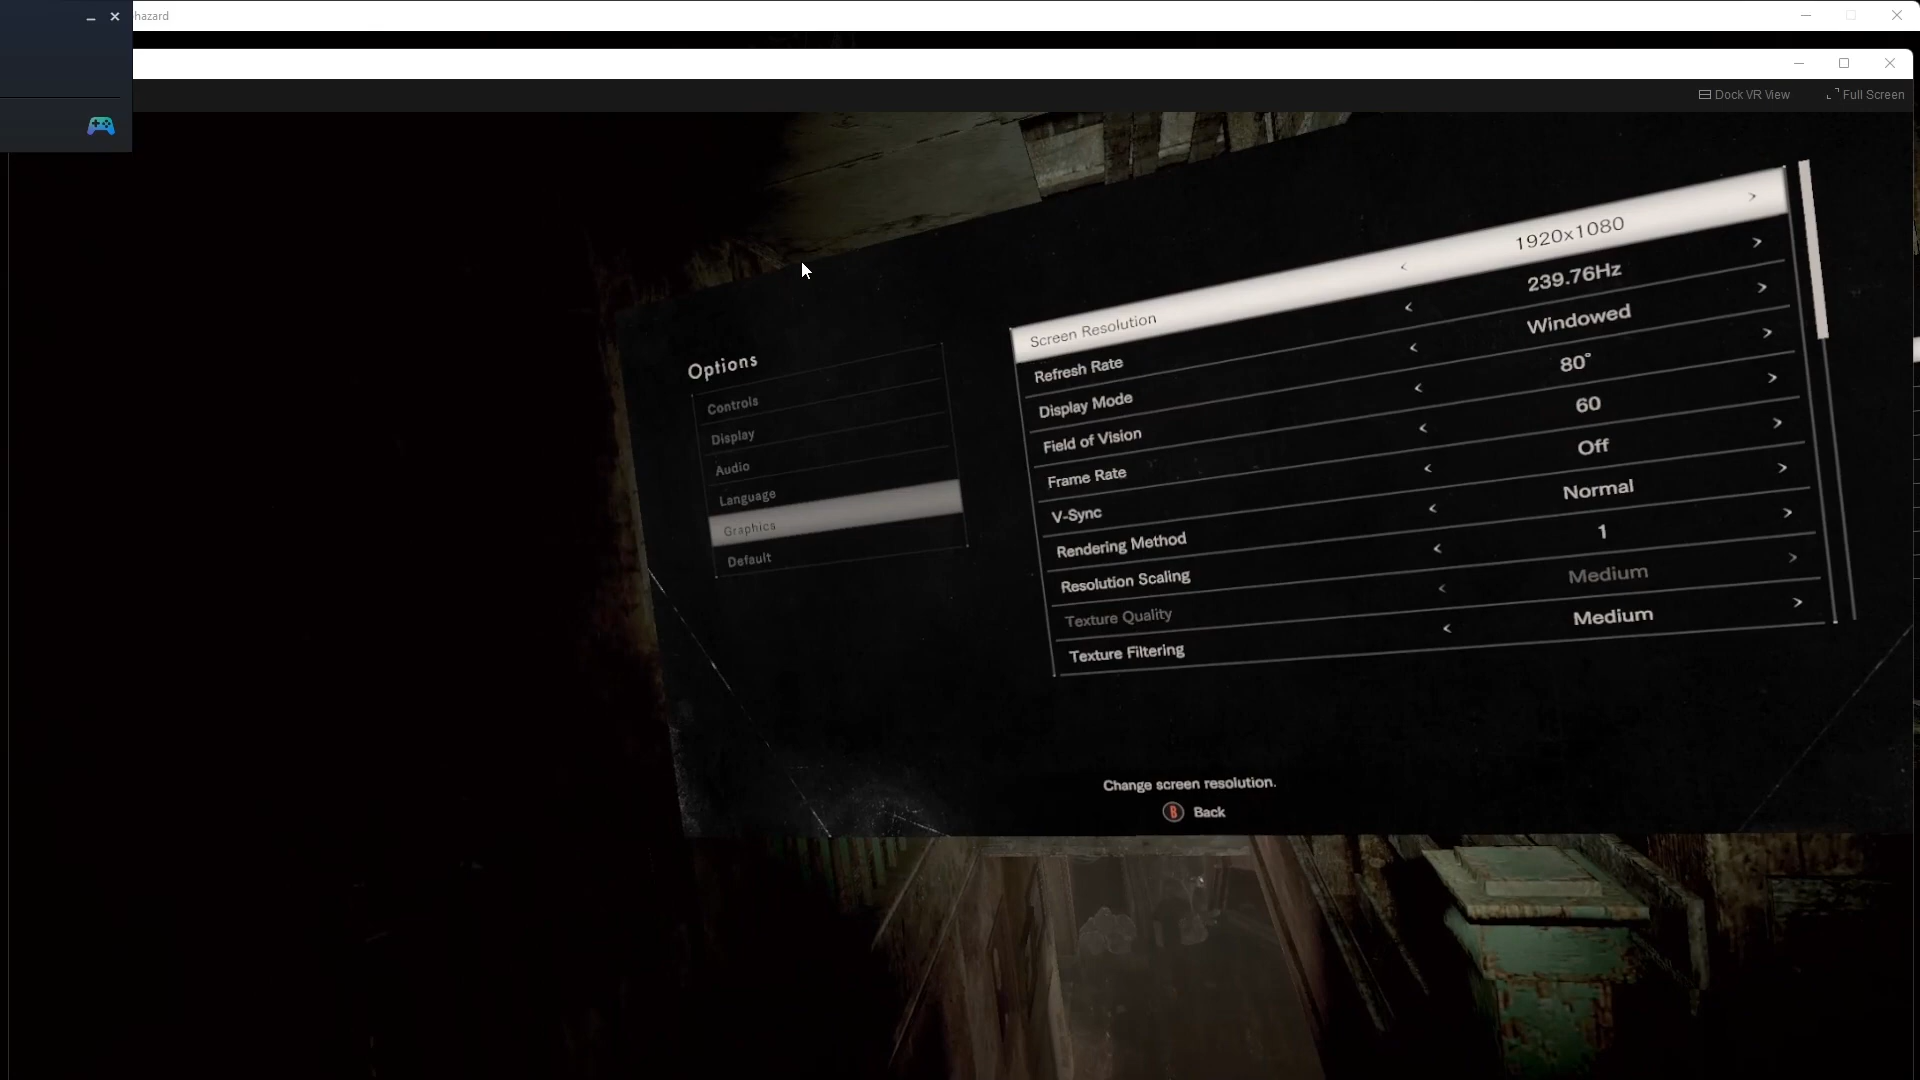 hazard
Dock VR View
Full Screen
Options
Controls
Display
Audio
Language
Graphics
Default
Screen Resolution < 1920x1080 >
Refresh Rate < 239.76Hz >
Display Mode < Windowed >
Field of Vision < 80° >
Frame Rate < 60 >
V-Sync < Off >
Rendering Method < Normal >
Resolution Scaling < 1 >
Texture Quality < Medium >
Texture Filtering < Medium >
Change screen resolution.
B Back